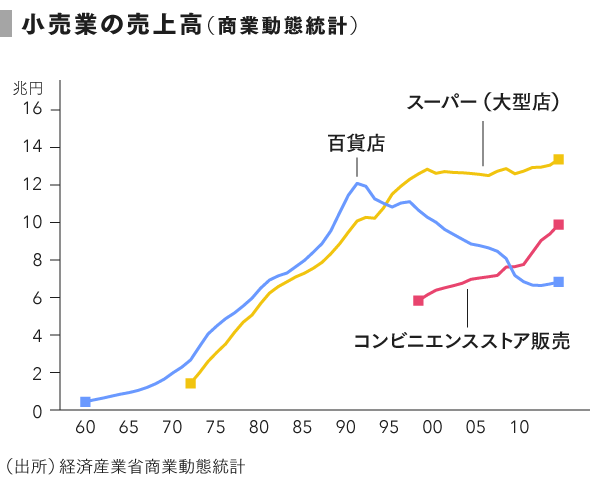 小売業の売上高（商業動態統計）
兆円
16
14
12
10
8
6
4
2
0
スーパー（大型店）
百貨店
コンビニエンスストア販売
60 65 70 75 80 85 90 95 00 05 10
（出所）経済産業省商業動態統計